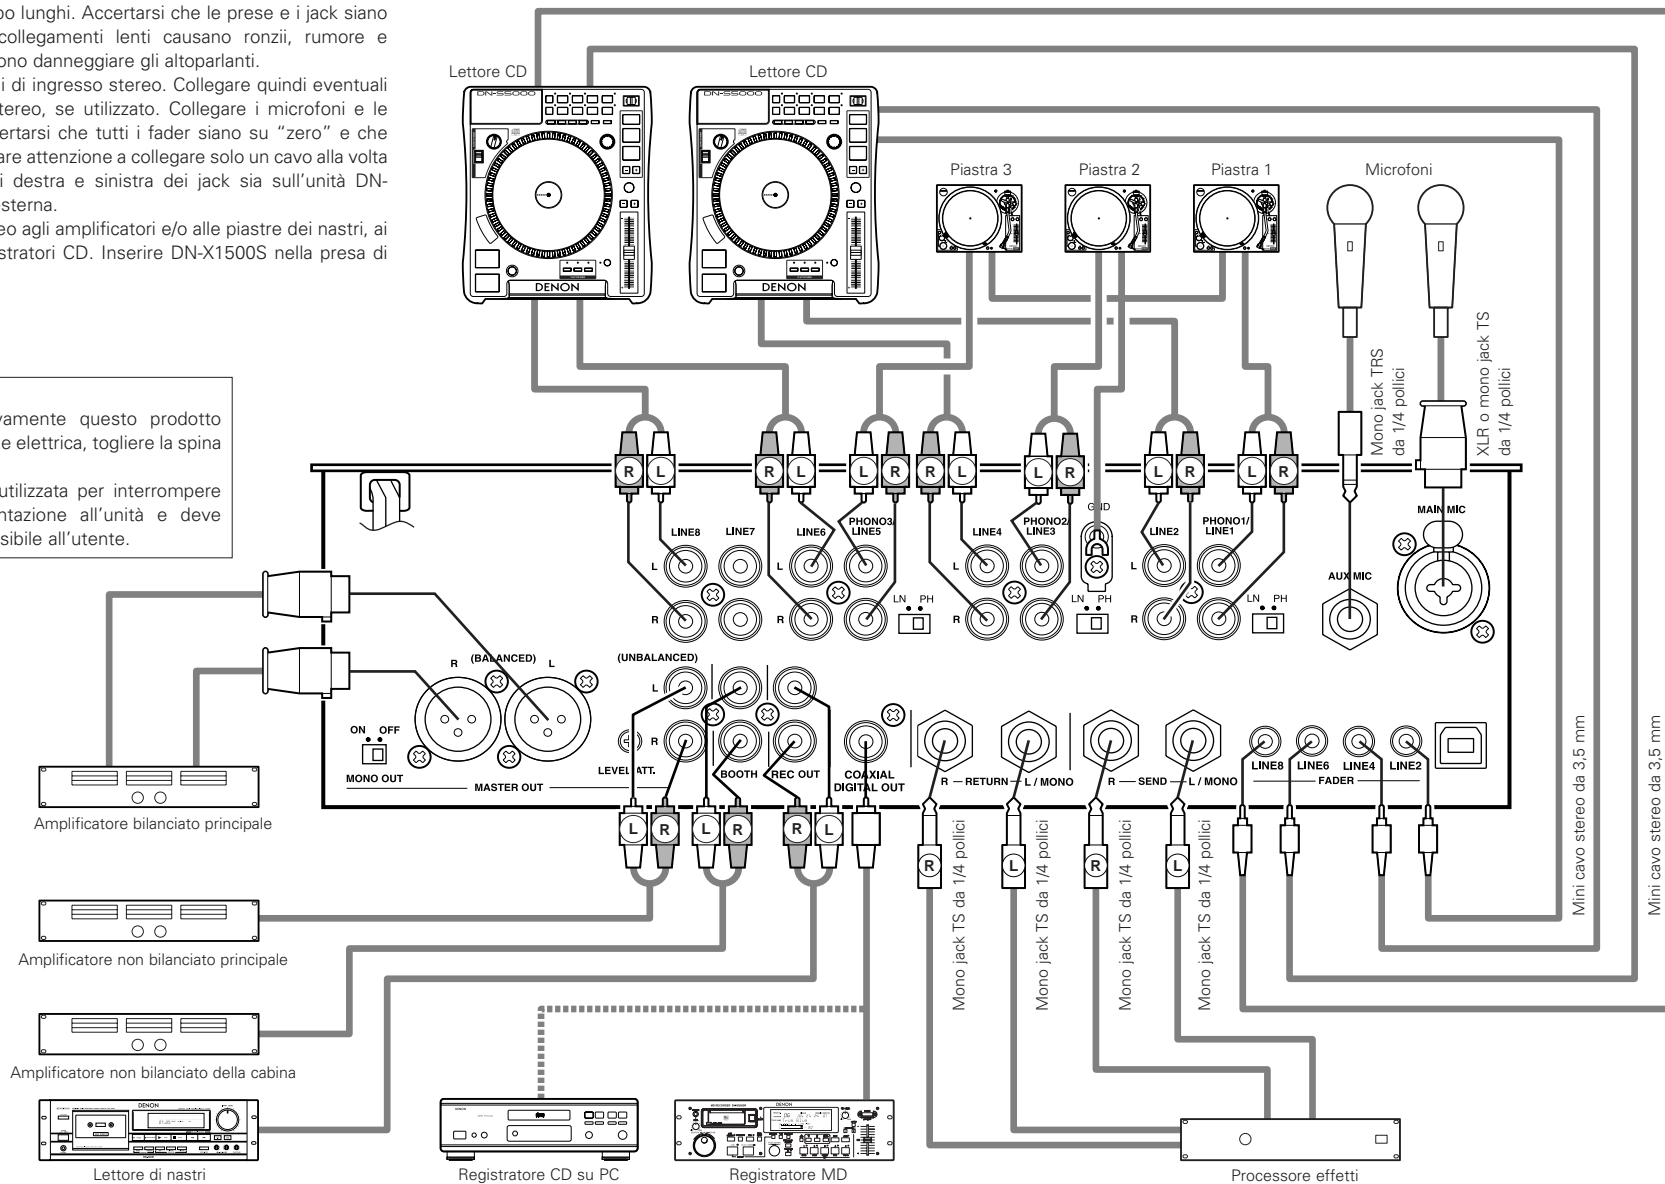 po lunghi. Accertarsi che le prese e i jack siano
collegamenti lenti causano ronzii, rumore e
ono danneggiare gli altoparlanti.
i di ingresso stereo. Collegare quindi eventuali
tereo, se utilizzato. Collegare i microfoni e le
ertarsi che tutti i fader siano su “zero” e che
are attenzione a collegare solo un cavo alla volta
i destra e sinistra dei jack sia sull’unità DN-
esterna.
eo agli amplificatori e/o alle piastre dei nastri, ai
istratori CD. Inserire DN-X1500S nella presa di
vamente questo prodotto
e elettrica, togliere la spina
utilizzata per interrompere
ntazione all’unità e deve
sibile all’utente.
Lettore CD
Lettore CD
DN-S5000
DN-S5000
DENON
DENON
Piastra 3
Piastra 2
Piastra 1
Microfoni
Mono jack TRS
da 1/4 pollici
XLR o mono jack TS
da 1/4 pollici
R L
R L
L R
R L
L R
L R
L R
LINE8
LINE7
LINE6
PHONO3/
LINE5
LINE4
PHONO2/
LINE3
GND
LINE2
PHONO1/
LINE1
MAIN MIC
AUX MIC
L
L
L
L
LN PH
LN PH
LN PH
R
R
R
R
R (BALANCED) L
(UNBALANCED)
L
R
ON OFF
MONO OUT
MASTER OUT
LEVEL ATT.
BOOTH
REC OUT
COAXIAL
DIGITAL OUT
R — RETURN — L / MONO
R — SEND — L / MONO
LINE8
LINE6
LINE4
LINE2
FADER
L R
L R
R L
R
L
R
L
Mono jack TS da 1/4 pollici
Mono jack TS da 1/4 pollici
Mono jack TS da 1/4 pollici
Mono jack TS da 1/4 pollici
Mini cavo stereo da 3,5 mm
Mini cavo stereo da 3,5 mm
Amplificatore bilanciato principale
Amplificatore non bilanciato principale
Amplificatore non bilanciato della cabina
DENON
Lettore di nastri
Registratore CD su PC
Registratore MD
Processore effetti